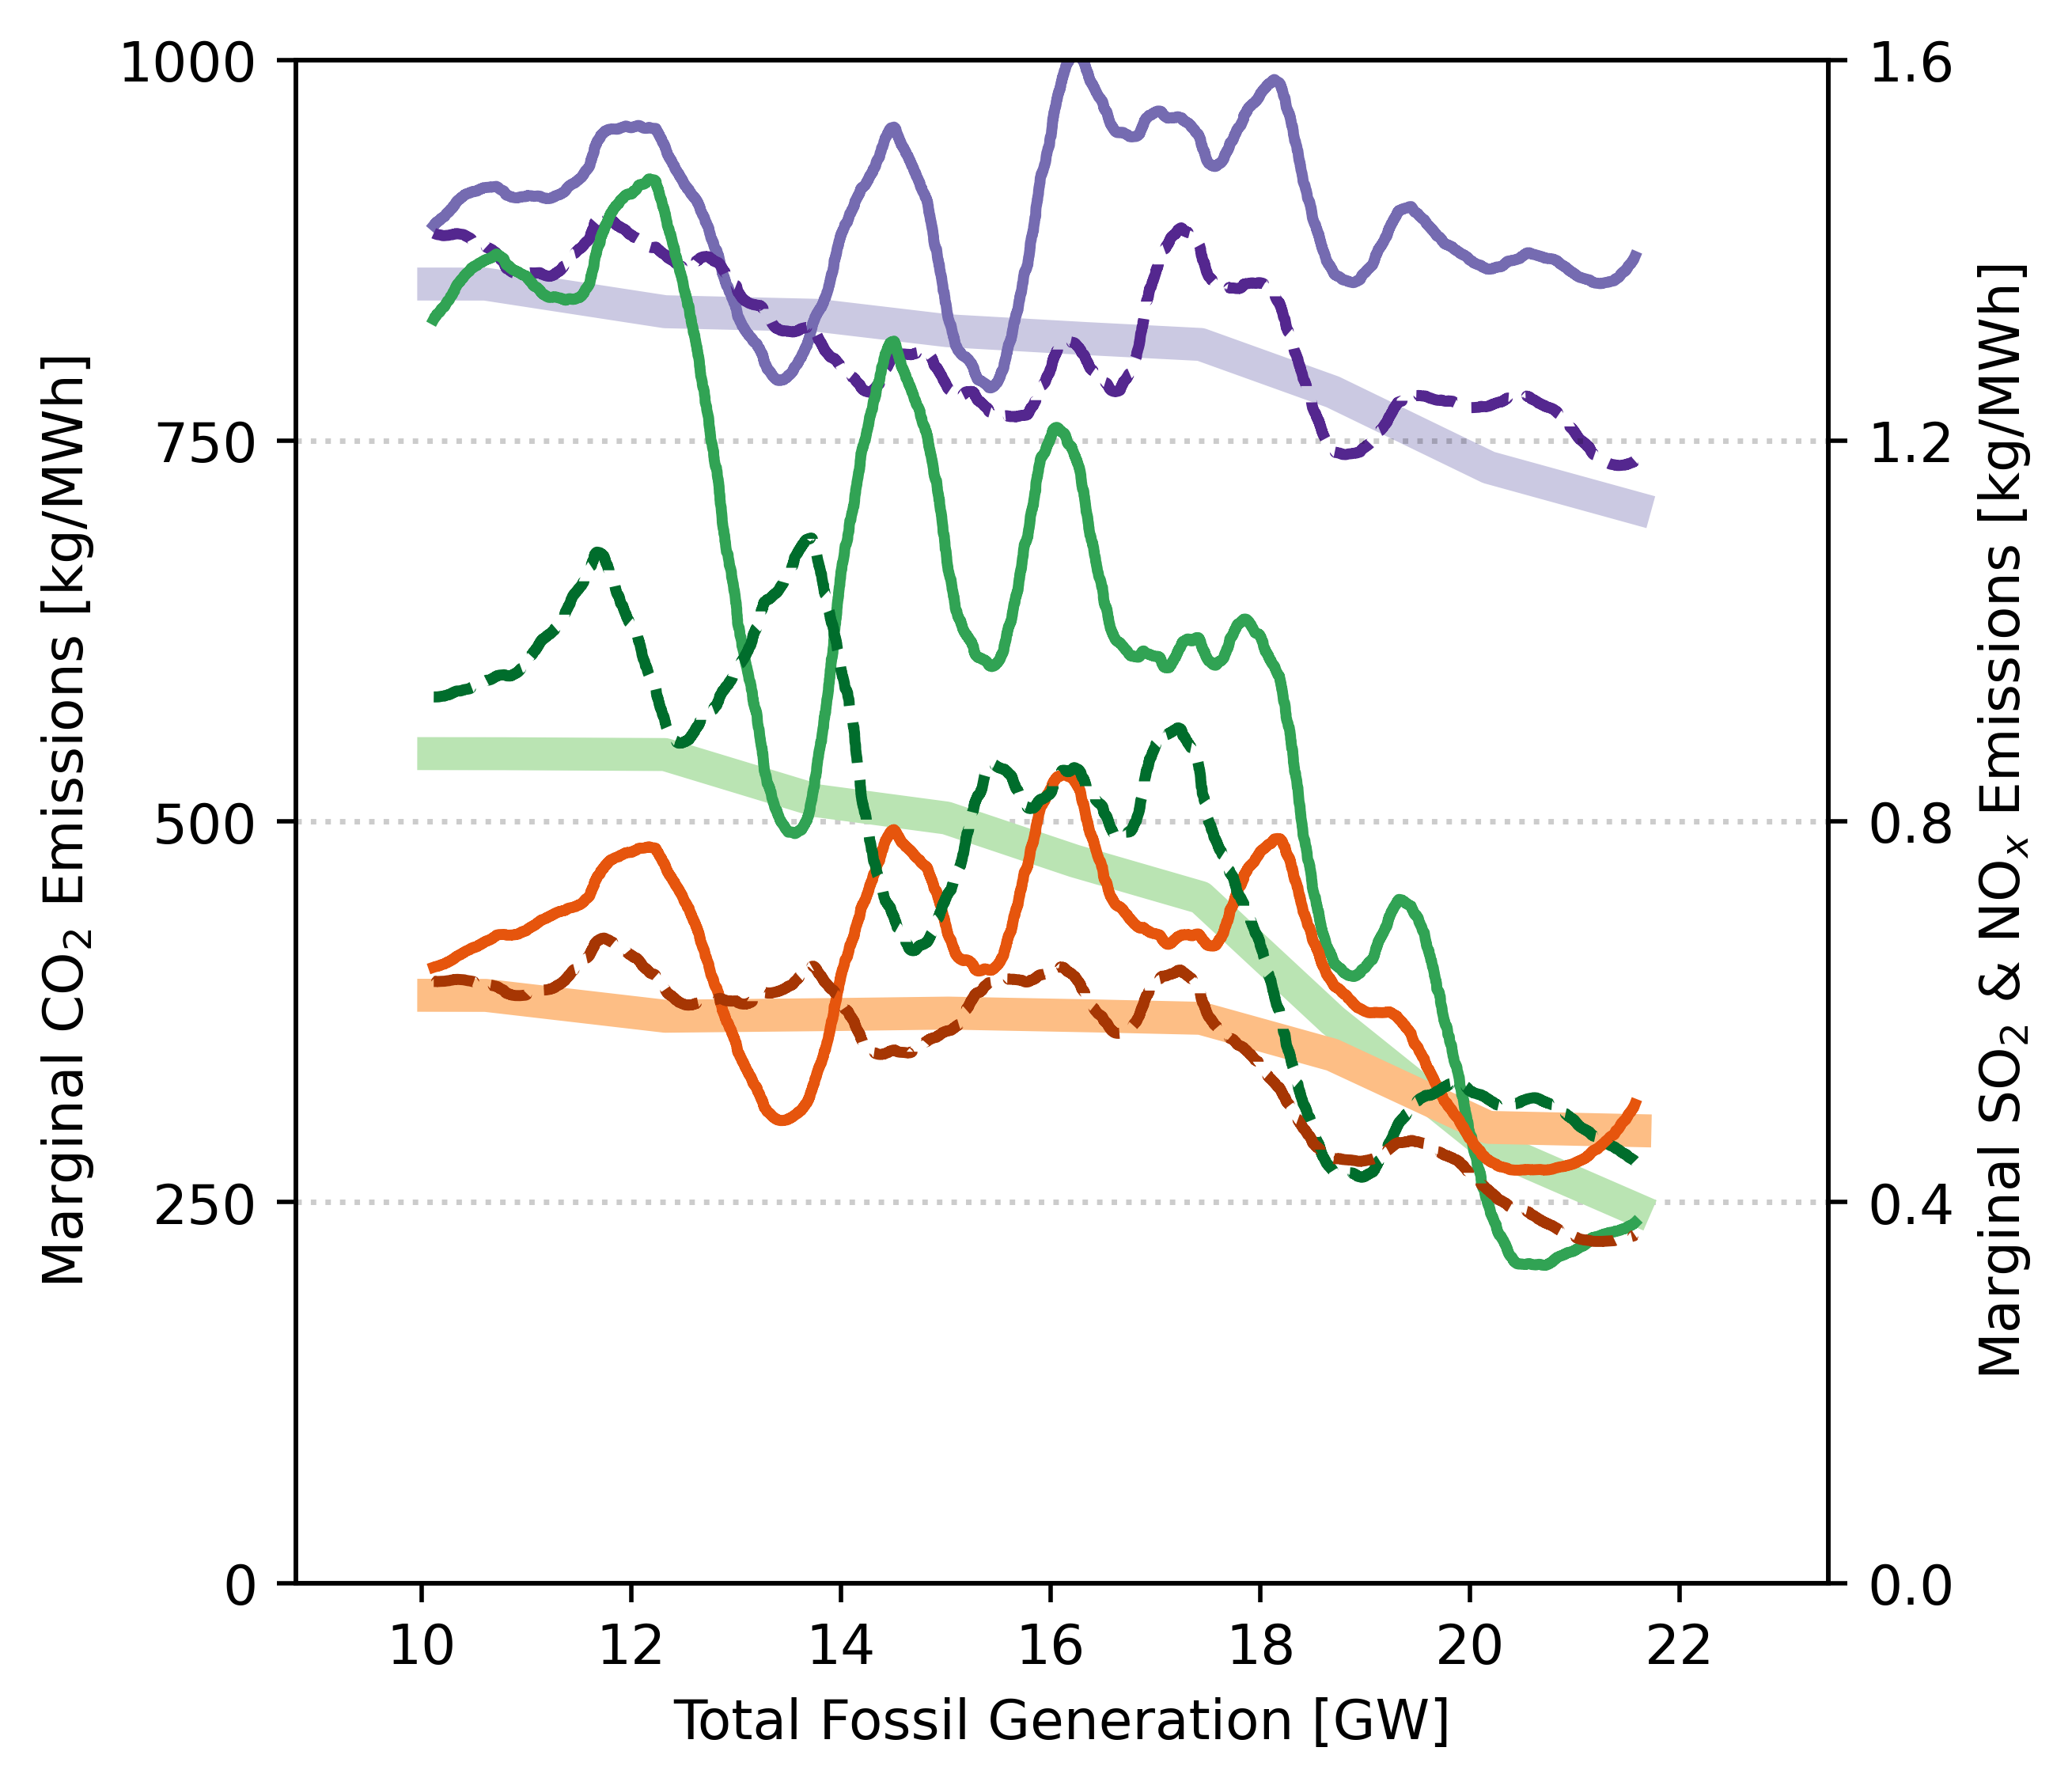 Marginal CO₂ Emissions [kg/MWh]
1000
750
500
250
0
1.6
1.2
0.8
0.4
0.0
Marginal SO₂ & NOₓ Emissions [kg/MWh]
10 12 14 16 18 20 22
Total Fossil Generation [GW]